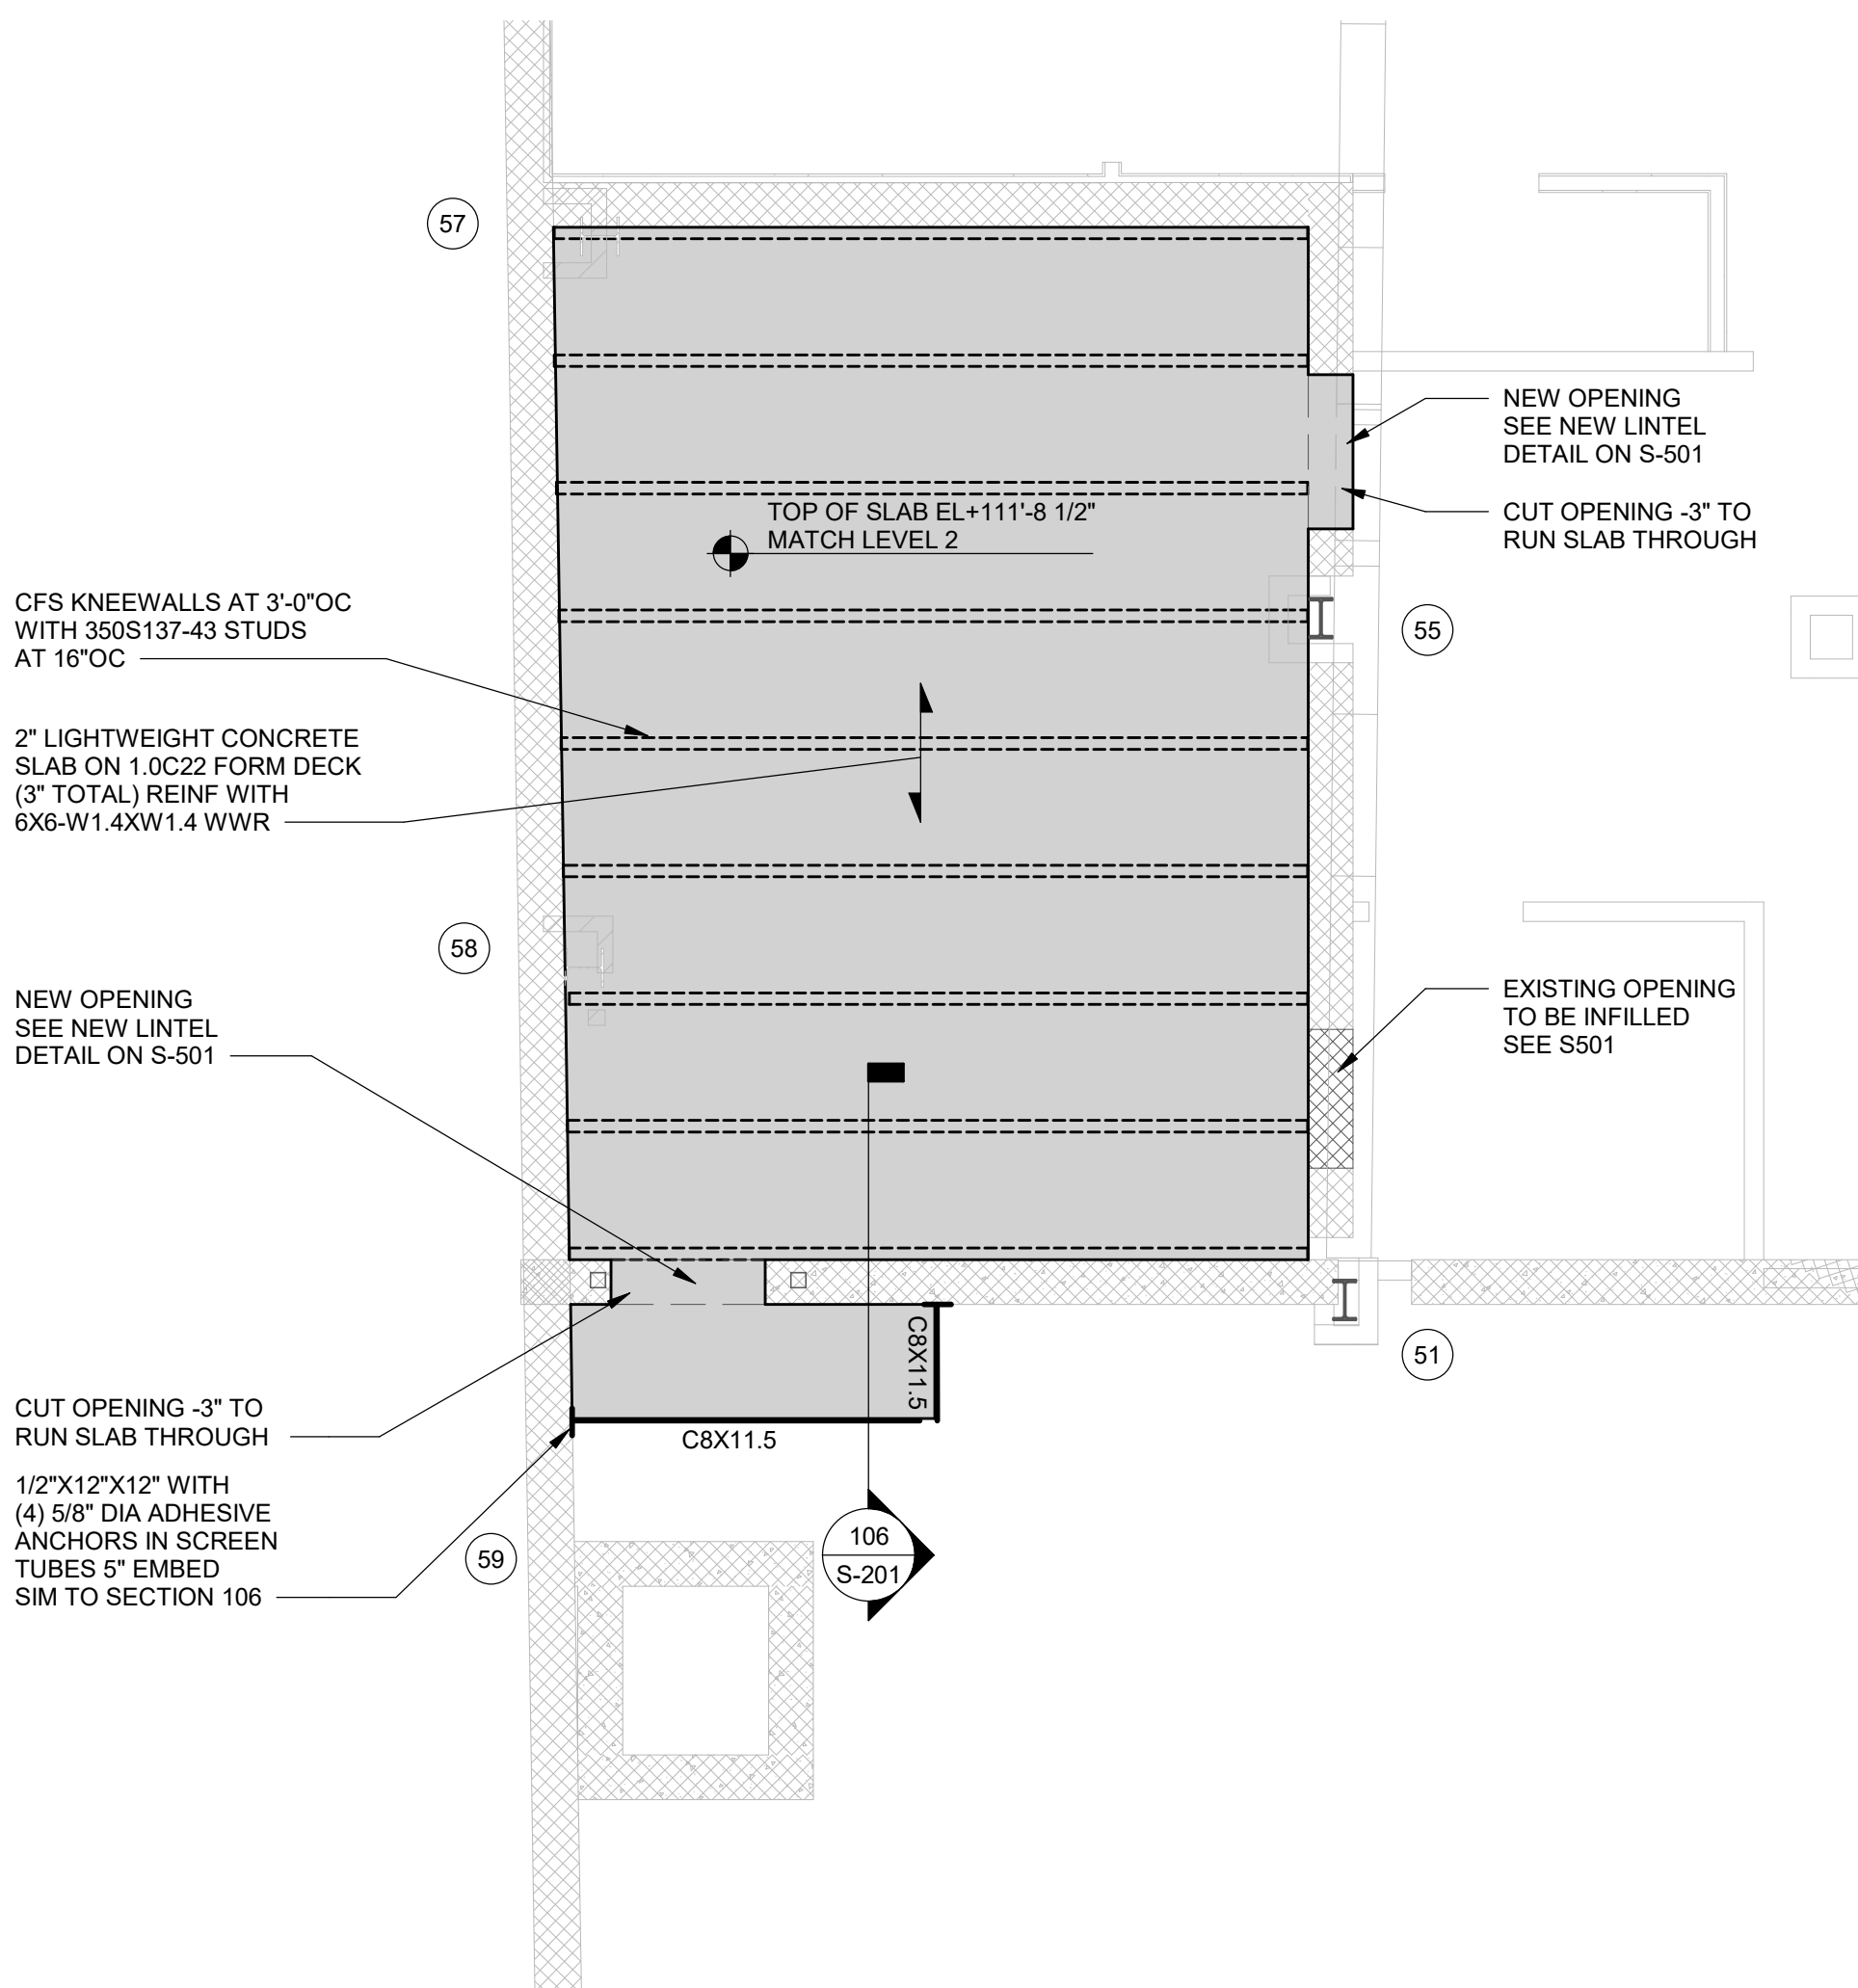 57
NEW OPENING
SEE NEW LINTEL
DETAIL ON S-501
CUT OPENING -3" TO
RUN SLAB THROUGH
TOP OF SLAB EL+111'-8 1/2"
MATCH LEVEL 2
CFS KNEEWALLS AT 3'-0"OC
WITH 350S137-43 STUDS
AT 16"OC
55
2" LIGHTWEIGHT CONCRETE
SLAB ON 1.0C22 FORM DECK
(3" TOTAL) REINF WITH
6X6-W1.4XW1.4 WWR
58
NEW OPENING
SEE NEW LINTEL
DETAIL ON S-501
EXISTING OPENING
TO BE INFILLED
SEE S501
C8X11.5
51
CUT OPENING -3" TO
RUN SLAB THROUGH
C8X11.5
1/2"X12"X12" WITH
(4) 5/8" DIA ADHESIVE
ANCHORS IN SCREEN
TUBES 5" EMBED
SIM TO SECTION 106
59
106
S-201